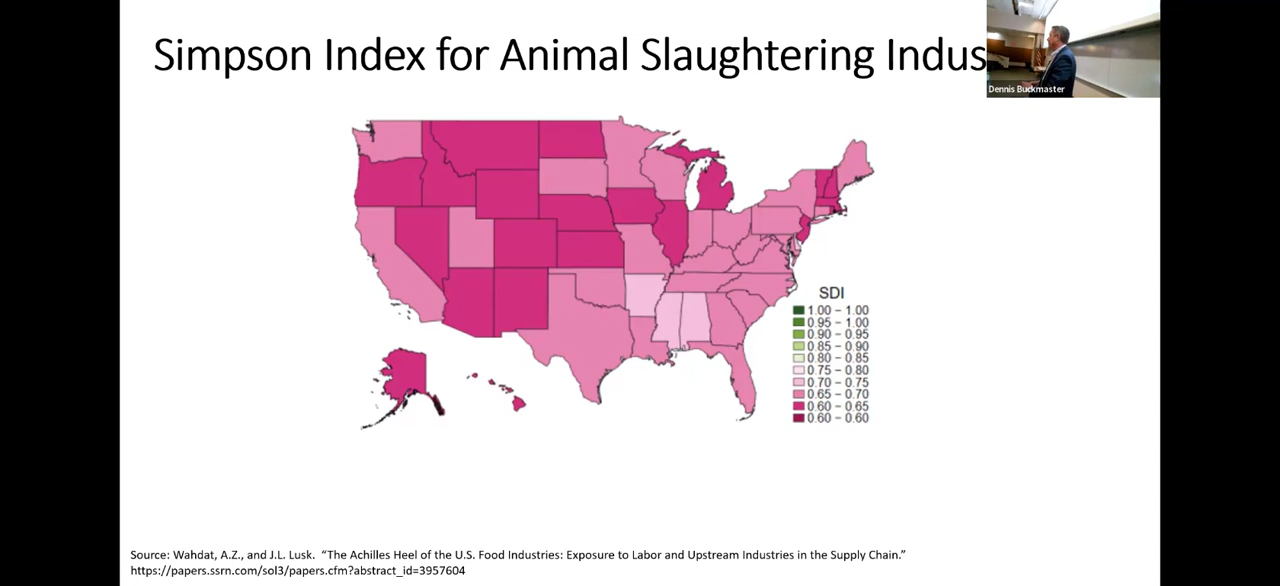 Simpson Index for Animal Slaughtering Indus
Dennis Buckmaster
SDI
1.00 – 1.00
0.95 – 1.00
0.90 – 0.95
0.85 – 0.90
0.80 – 0.85
0.75 – 0.80
0.70 – 0.75
0.65 – 0.70
0.60 – 0.65
0.60 – 0.60
Source: Wahdat, A.Z., and J.L. Lusk. “The Achilles Heel of the U.S. Food Industries: Exposure to Labor and Upstream Industries in the Supply Chain.”
https://papers.ssrn.com/sol3/papers.cfm?abstract_id=3957604